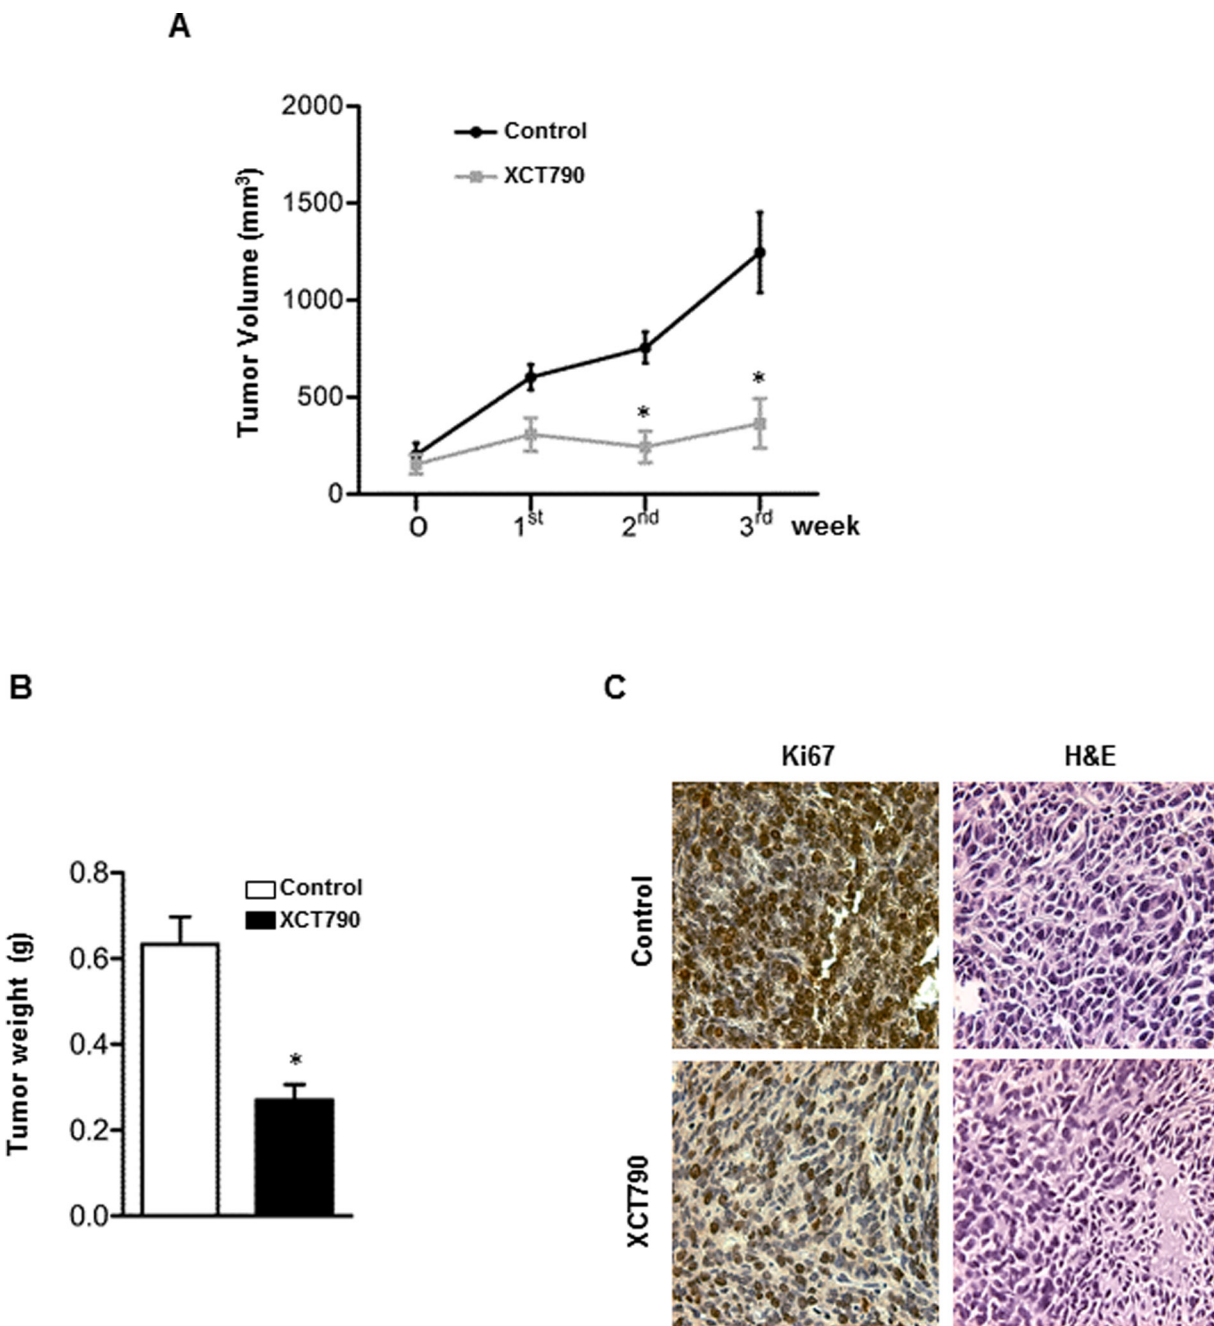 A
2000
1500
1000
500
0
Tumor Volume (mm³)
Control
XCT790
O 1st 2nd 3rd week
*
*
B
0.8
0.6
0.4
0.2
0.0
Tumor weight (g)
Control
XCT790
*
C
Ki67 H&E
Control
XCT790